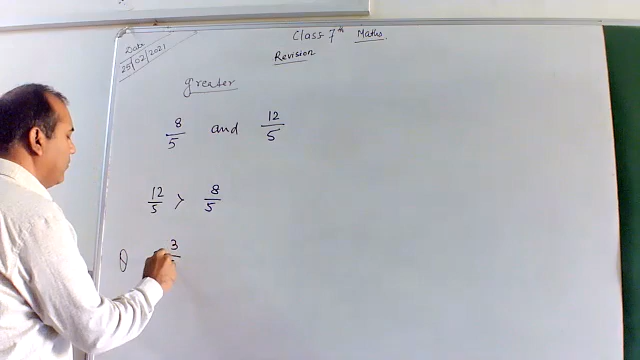 Class 7th Maths
Date
25/02/2021
Revision
greater
8/5 and 12/5
12/5 > 8/5
3